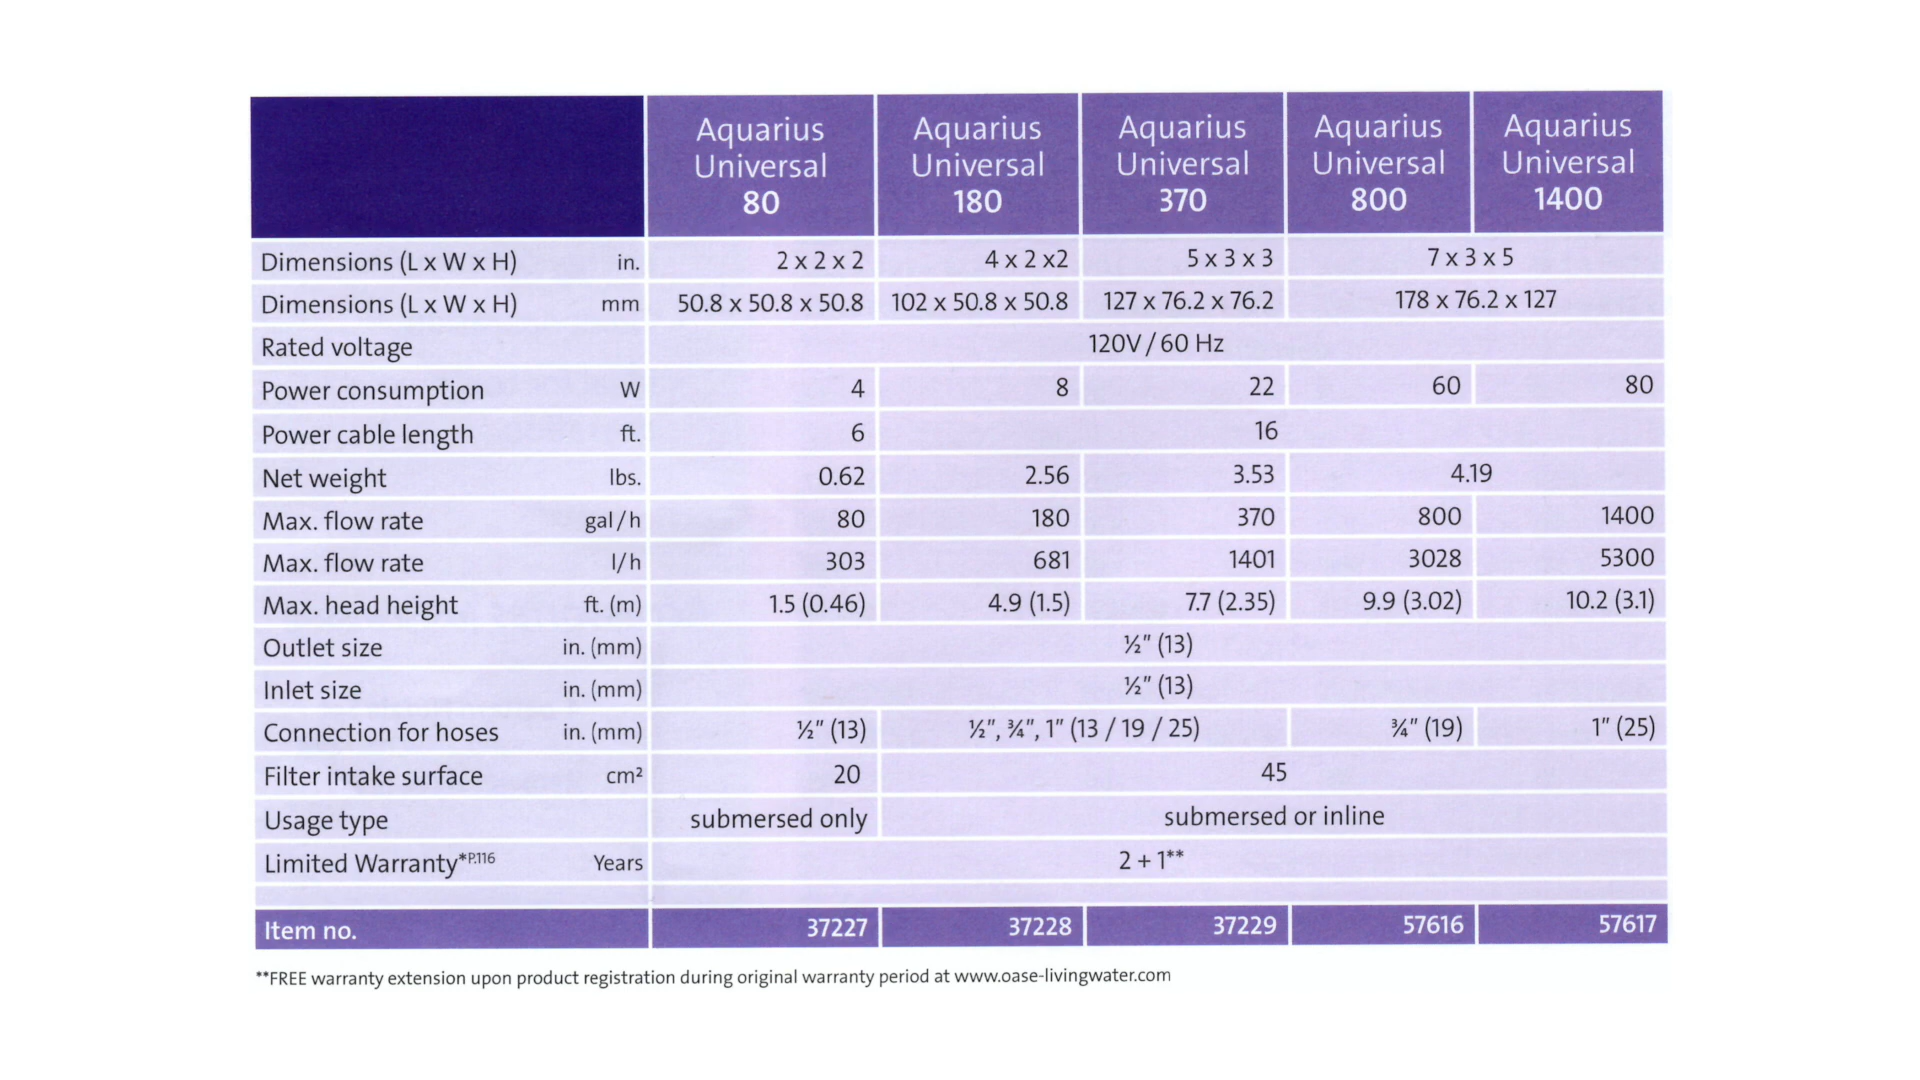 Aquarius Universal 80 Aquarius Universal 180 Aquarius Universal 370 Aquarius Universal 800 Aquarius Universal 1400
Dimensions (L x W x H) in. 2 x 2 x 2 4 x 2 x2 5 x 3 x 3 7 x 3 x 5
Dimensions (L x W x H) mm 50.8 x 50.8 x 50.8 102 x 50.8 x 50.8 127 x 76.2 x 76.2 178 x 76.2 x 127
Rated voltage 120V / 60 Hz
Power consumption W 4 8 22 60 80
Power cable length ft. 6 16
Net weight lbs. 0.62 2.56 3.53 4.19
Max. flow rate gal/h 80 180 370 800 1400
Max. flow rate l/h 303 681 1401 3028 5300
Max. head height ft. (m) 1.5 (0.46) 4.9 (1.5) 7.7 (2.35) 9.9 (3.02) 10.2 (3.1)
Outlet size in. (mm) ½" (13)
Inlet size in. (mm) ½" (13)
Connection for hoses in. (mm) ½" (13) ½", ¾", 1" (13 / 19 / 25) ¾" (19) 1" (25)
Filter intake surface cm² 20 45
Usage type submersed only submersed or inline
Limited Warranty*P.116 Years 2 + 1**
Item no. 37227 37228 37229 57616 57617
**FREE warranty extension upon product registration during original warranty period at www.oase-livingwater.com